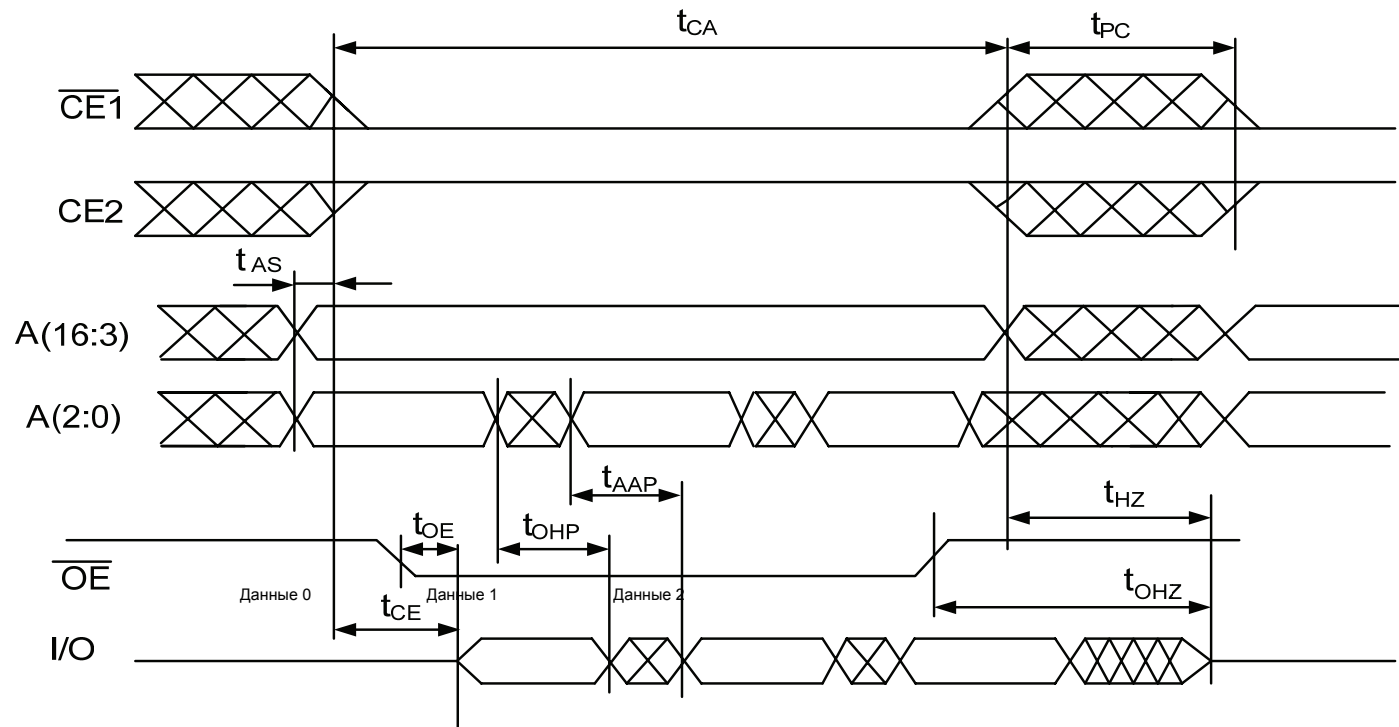 tCA
tPC
CE1
CE2
tAS
A(16:3)
A(2:0)
tAAP
tHZ
tOE
tOHP
OE
Данные 0
Данные 1
Данные 2
tOHZ
tCE
I/O